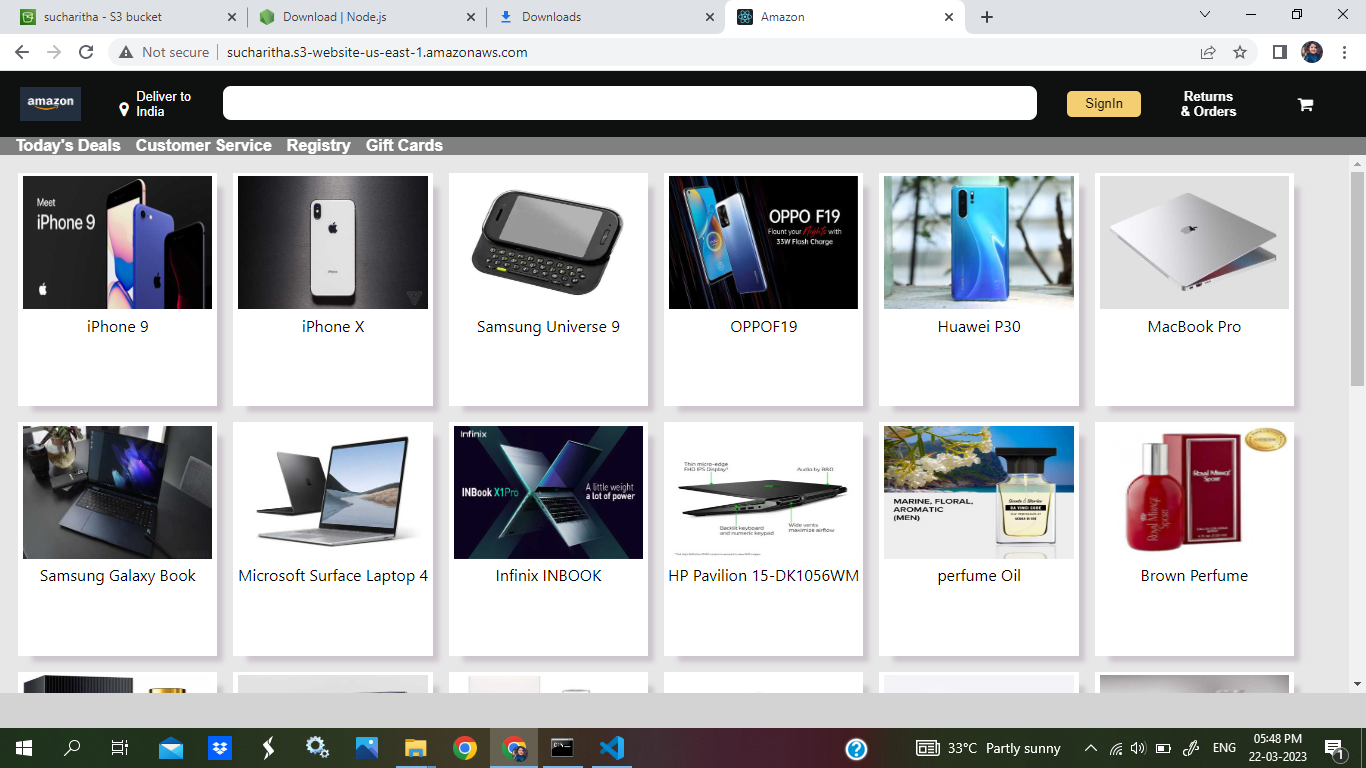 sucharitha - S3 bucket
Download | Node.js
Downloads
Amazon
Not secure
sucharitha.s3-website-us-east-1.amazonaws.com
amazon
Deliver to
India
SignIn
Returns
& Orders
Today's Deals Customer Service Registry Gift Cards
Meet
iPhone 9
iPhone
OPPO F19
Flaunt your Nights with
33W Flash Charge
iPhone 9
iPhone X
Samsung Universe 9
OPPOF19
Huawei P30
MacBook Pro
Infinix
INBook X1Pro
A little weight
a lot of power
Thin micro-edge
FHD IPS Display*
Audio by B&O
Backlit keyboard
and numeric keypad
Wide vents
maximize airflow
MARINE, FLORAL,
AROMATIC
(MEN)
DA VINCI CODE
Royal Mirage
Sport
Royal Mirage
Sport
Samsung Galaxy Book
Microsoft Surface Laptop 4
Infinix INBOOK
HP Pavilion 15-DK1056WM
perfume Oil
Brown Perfume
33°C Partly sunny
ENG
05:48 PM
22-03-2023
1